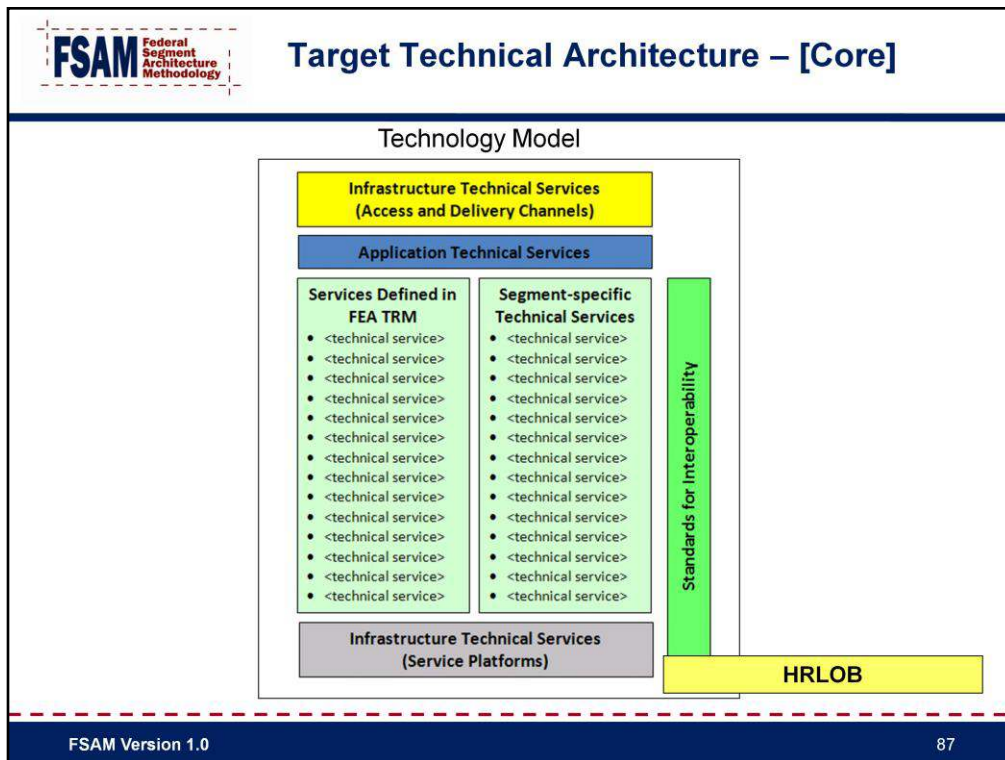 FSAM Federal
Segment
Architecture
Methodology
Target Technical Architecture – [Core]
Technology Model
Infrastructure Technical Services
(Access and Delivery Channels)
Application Technical Services
Services Defined in
FEA TRM
• <technical service>
• <technical service>
• <technical service>
• <technical service>
• <technical service>
• <technical service>
• <technical service>
• <technical service>
• <technical service>
• <technical service>
• <technical service>
• <technical service>
• <technical service>
• <technical service>
Segment-specific
Technical Services
• <technical service>
• <technical service>
• <technical service>
• <technical service>
• <technical service>
• <technical service>
• <technical service>
• <technical service>
• <technical service>
• <technical service>
• <technical service>
• <technical service>
• <technical service>
• <technical service>
Standards for Interoperability
Infrastructure Technical Services
(Service Platforms)
HRLOB
FSAM Version 1.0
87